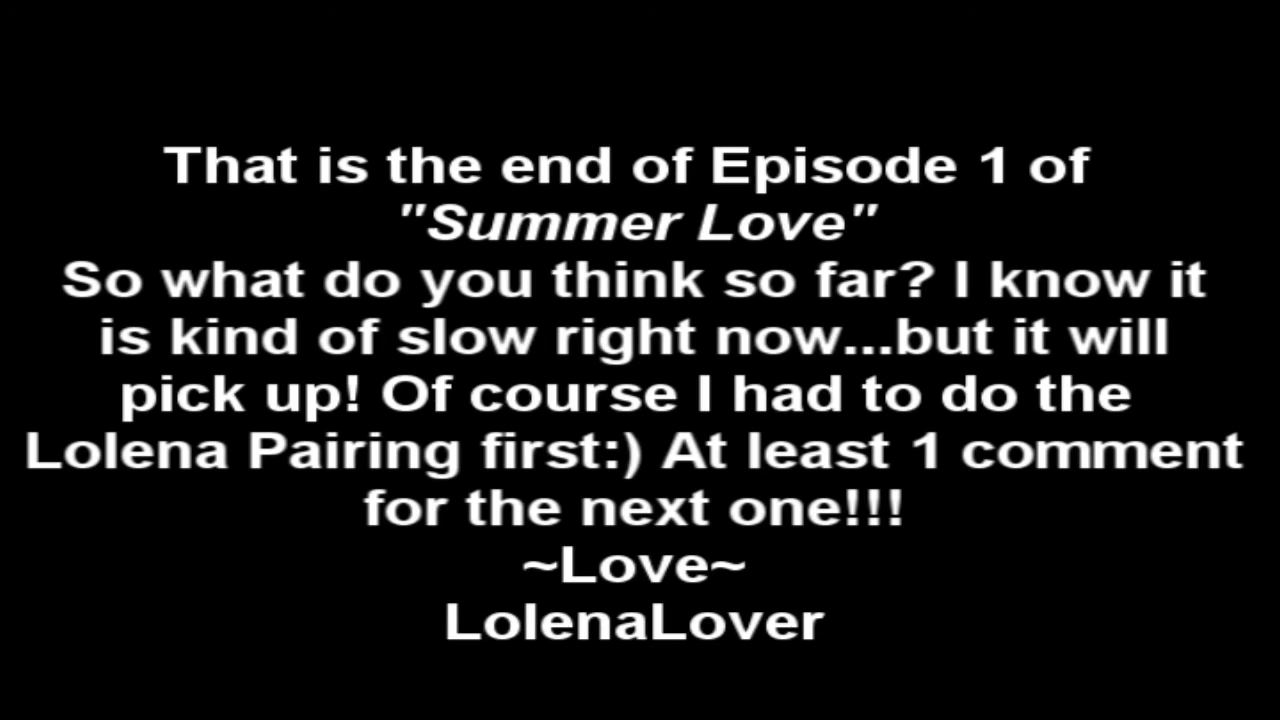 That is the end of Episode 1 of
"Summer Love"
So what do you think so far? I know it
is kind of slow right now...but it will
pick up! Of course I had to do the
Lolena Pairing first:) At least 1 comment
for the next one!!!
~Love~
LolenaLover